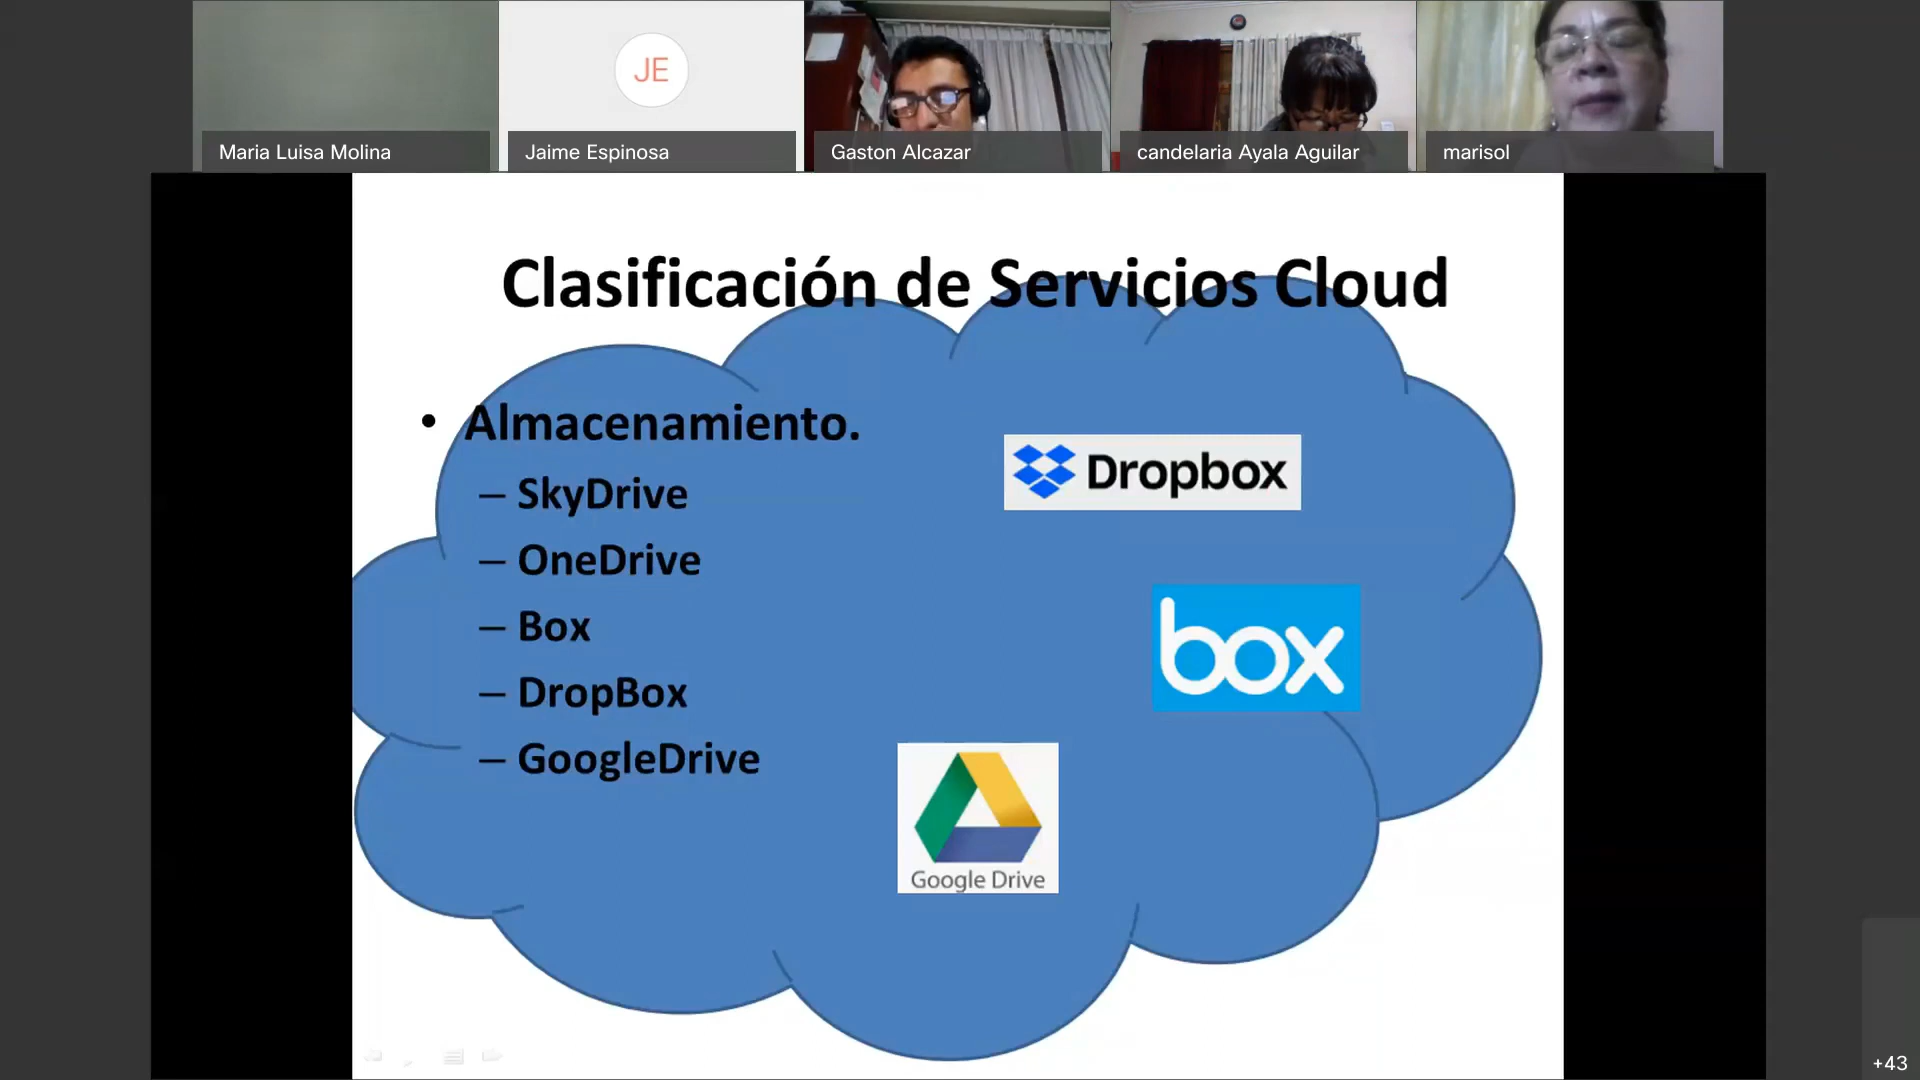 JE
Maria Luisa Molina
Jaime Espinosa
Gaston Alcazar
candelaria Ayala Aguilar
marisol
Clasificación de Servicios Cloud
• Almacenamiento.
– SkyDrive
– OneDrive
– Box
– DropBox
– GoogleDrive
Dropbox
box
Google Drive
+43